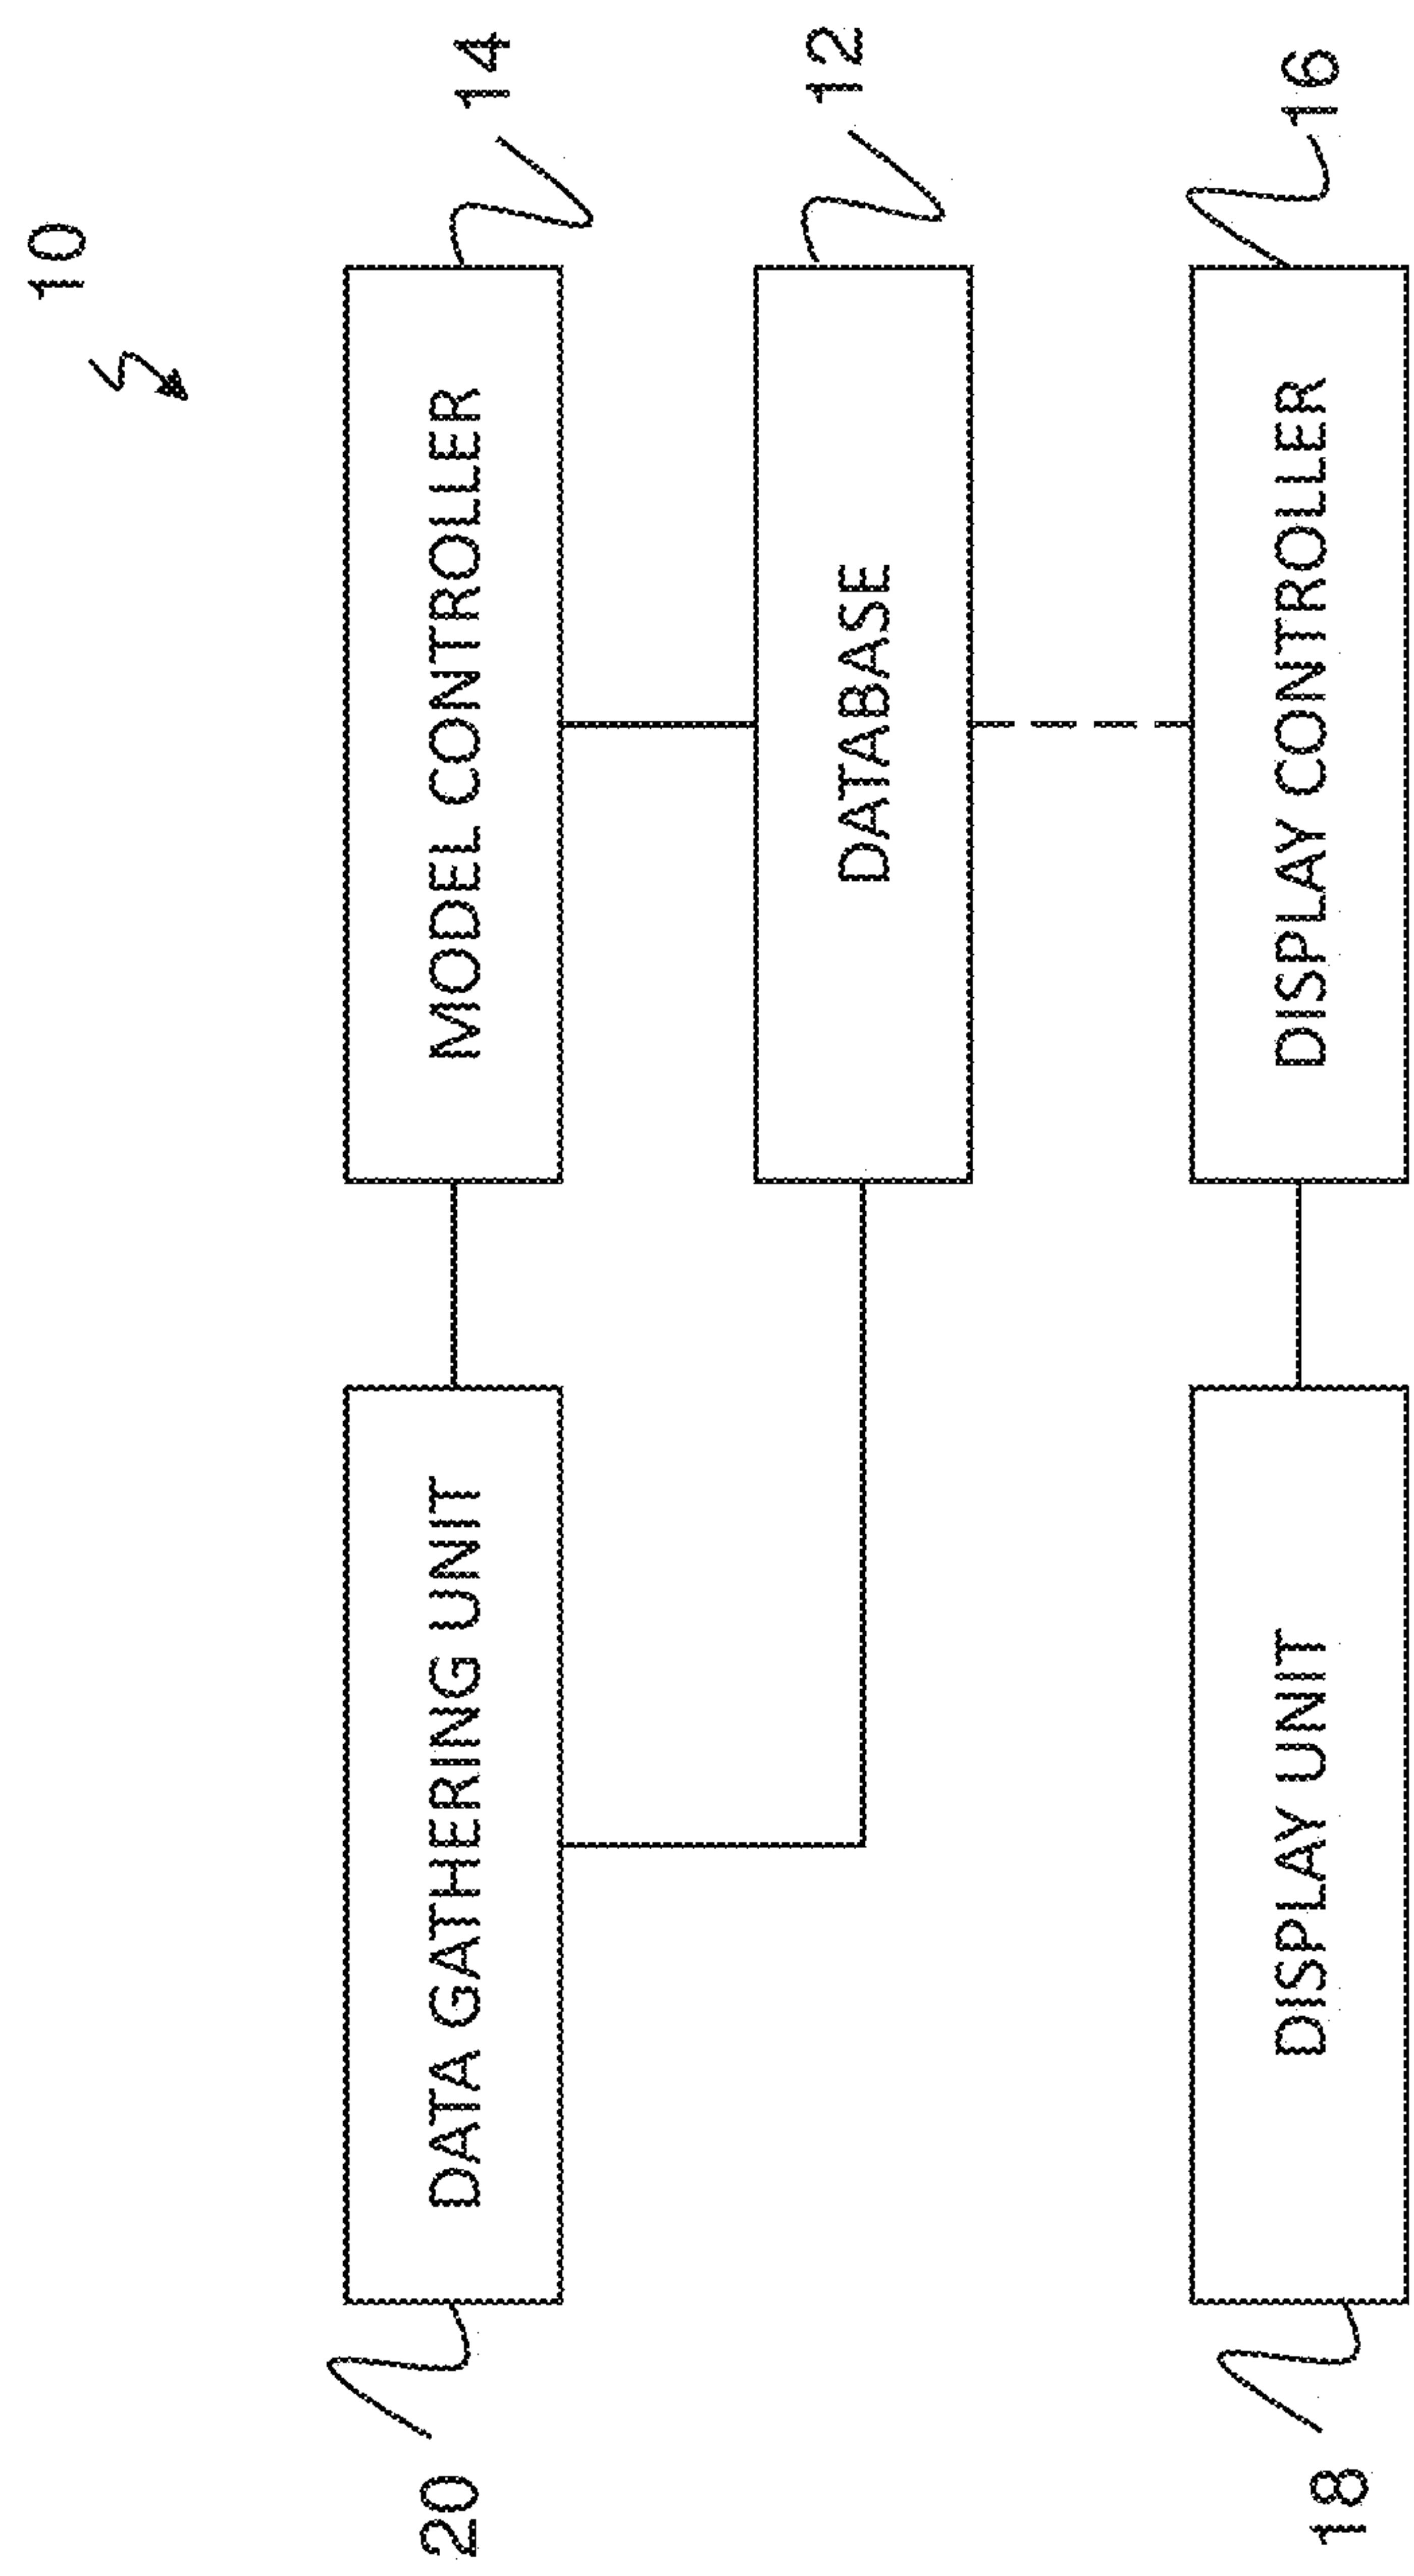 10
20
DATA GATHERING UNIT
MODEL CONTROLLER
14
DATABASE
12
18
DISPLAY UNIT
DISPLAY CONTROLLER
16